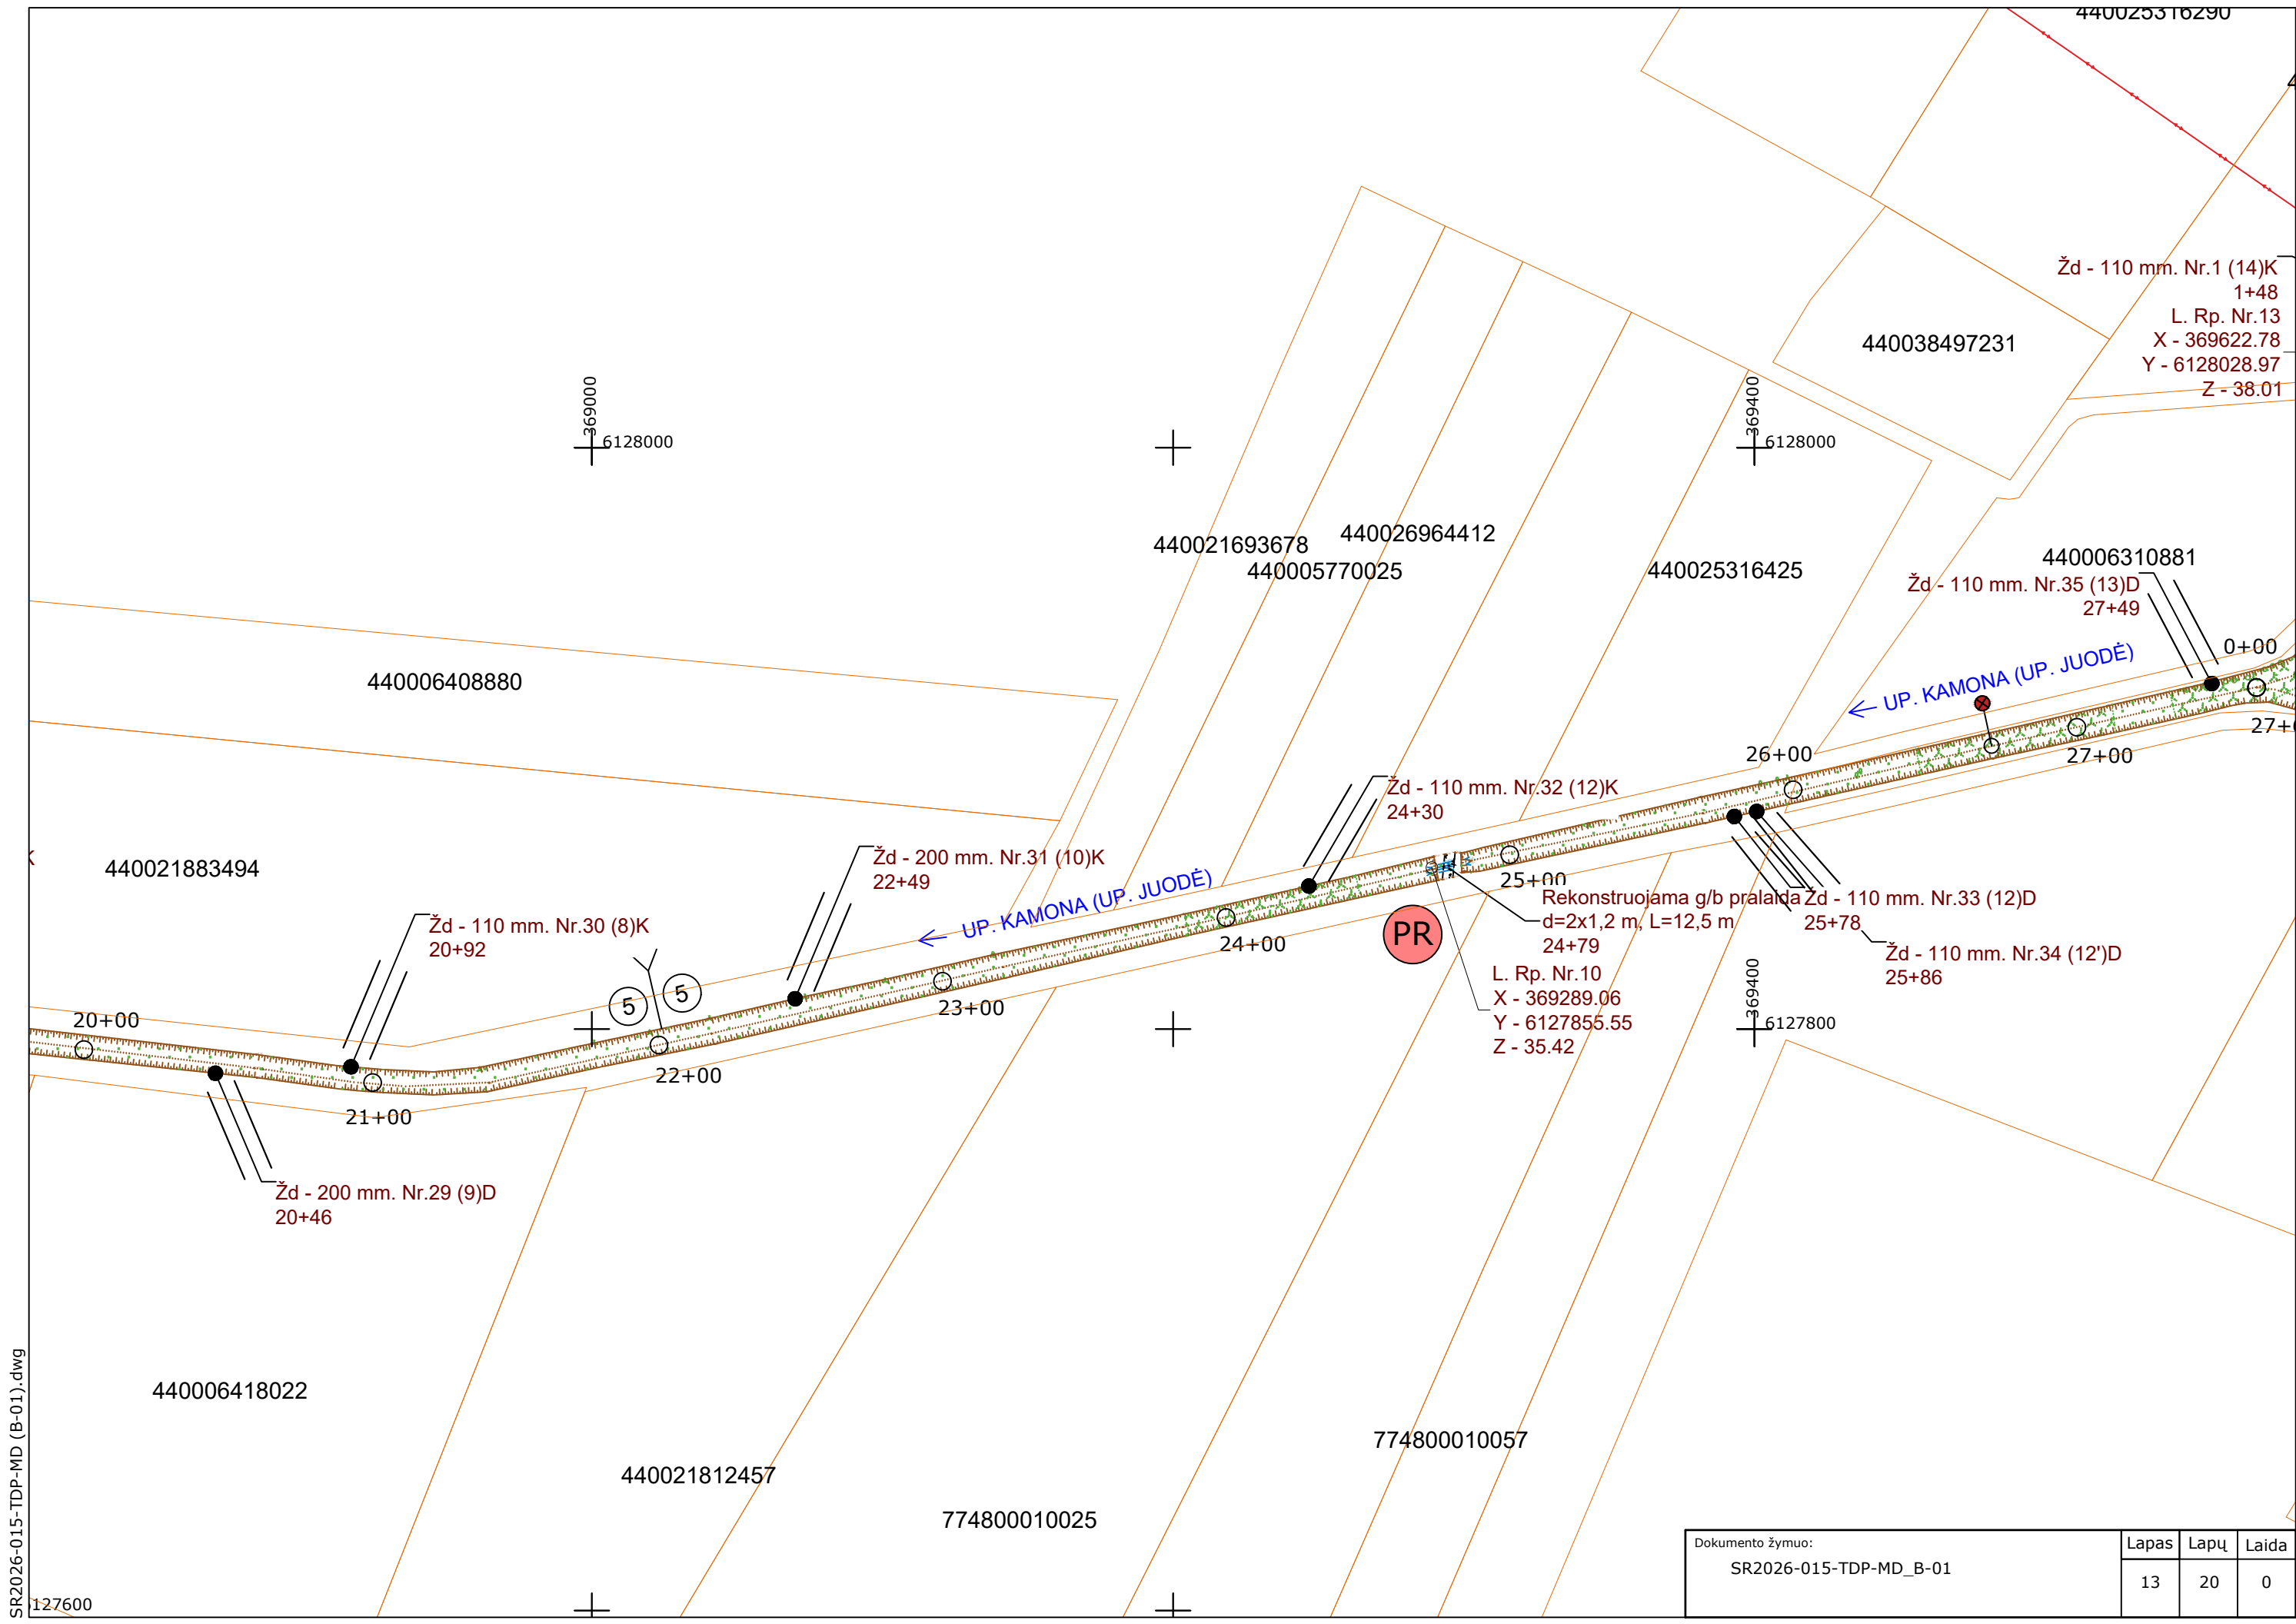 440025316290
Žd - 110 mm. Nr.1 (14)K
1+48
L. Rp. Nr.13
X - 369622.78
Y - 6128028.97
Z - 38.01
440038497231
369000
6128000
369400
6128000
440021693678
440026964412
440005770025
440025316425
440006310881
Žd - 110 mm. Nr.35 (13)D
27+49
0+00
UP. KAMONA (UP. JUODĖ)
440006408880
26+00
27+00
Žd - 110 mm. Nr.32 (12)K
24+30
440021883494
Žd - 200 mm. Nr.31 (10)K
22+49
UP. KAMONA (UP. JUODĖ)
25+00
Rekonstruojama g/b pralaida
d=2x1,2 m, L=12,5 m
24+79
Žd - 110 mm. Nr.33 (12)D
25+78
Žd - 110 mm. Nr.34 (12')D
25+86
Žd - 110 mm. Nr.30 (8)K
20+92
PR
24+00
L. Rp. Nr.10
X - 369289.06
Y - 6127855.55
Z - 35.42
5
5
23+00
20+00
369400
6127800
22+00
21+00
Žd - 200 mm. Nr.29 (9)D
20+46
440006418022
440021812457
774800010057
774800010025
127600
SR2026-015-TDP-MD (B-01).dwg
Dokumento žymuo:
SR2026-015-TDP-MD_B-01
Lapas Lapų Laida
13 20 0